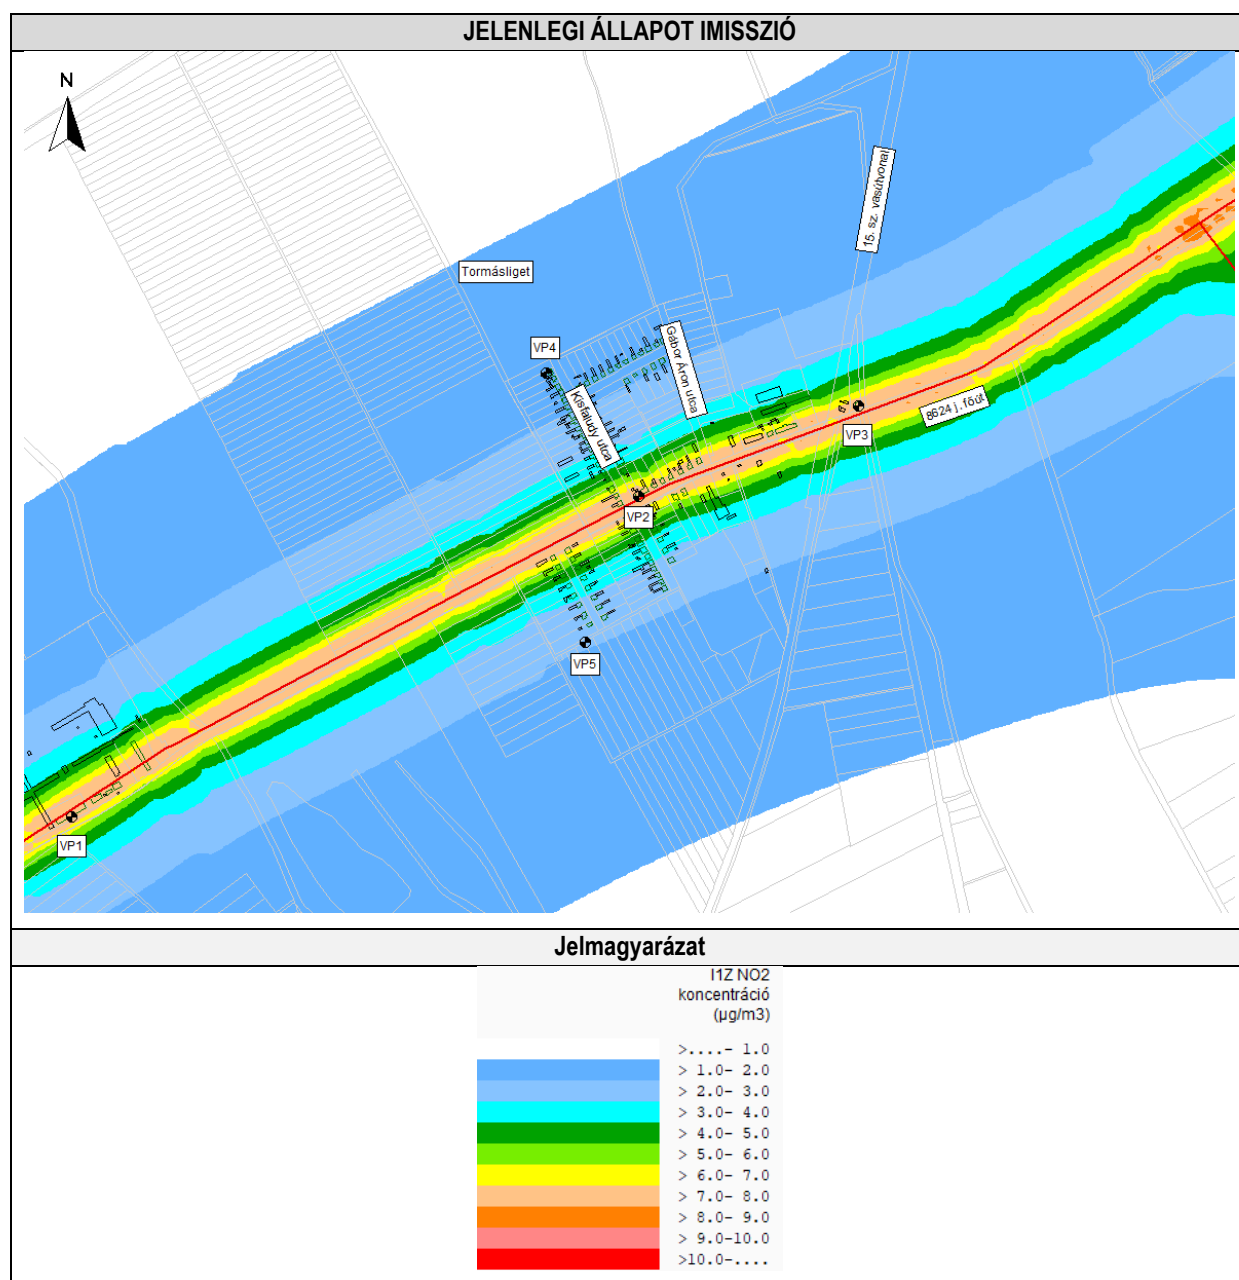 JELENLEGI ÁLLAPOT IMISSZIÓ
N
15. sz. vasútvonal
Tormásliget
VP4
Gábor Áron utca
Kisfaludy utca
8624 j. főút
VP3
VP2
VP5
VP1
Jelmagyarázat
I1Z NO2
koncentráció
(µg/m3)
>....- 1.0
> 1.0- 2.0
> 2.0- 3.0
> 3.0- 4.0
> 4.0- 5.0
> 5.0- 6.0
> 6.0- 7.0
> 7.0- 8.0
> 8.0- 9.0
> 9.0-10.0
>10.0-....